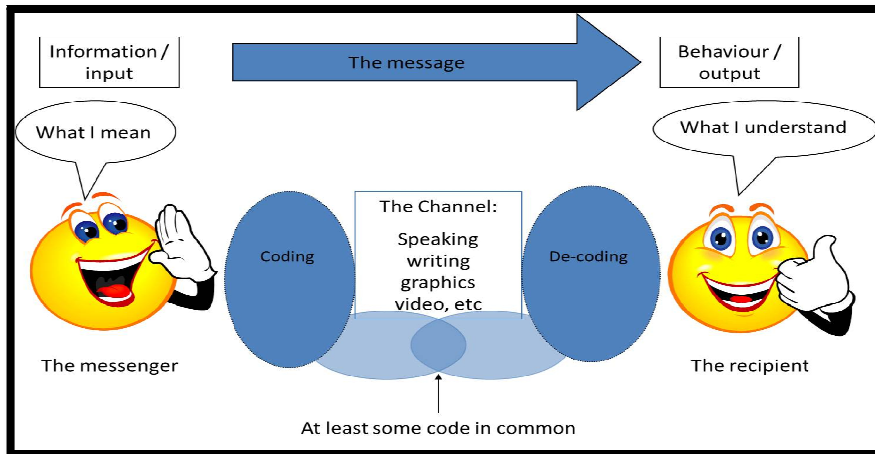 Information /
input
The message
Behaviour /
output
What I mean
What I understand
The Channel:
Speaking
writing
graphics
video, etc
Coding
De-coding
The messenger
The recipient
At least some code in common